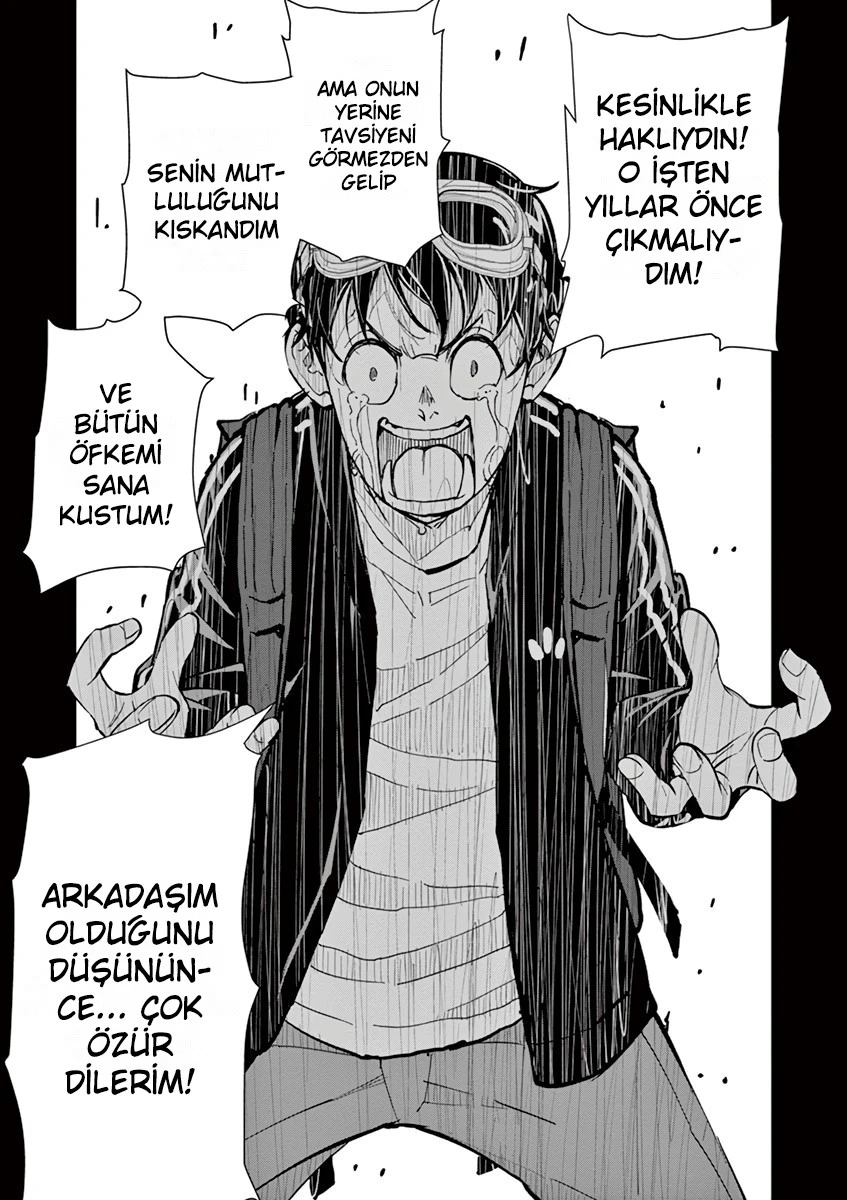 KESİNLİKLE
HAKLIYDIN!
O İŞTEN
YILLAR ÖNCE
ÇIKMALIY-
DIM!
AMA ONUN
YERİNE
TAVSİYENİ
GÖRMEZDEN
GELİP
SENİN MUT-
LULUĞUNU
KISKANDIM
VE
BÜTÜN
ÖFKEMİ
SANA
KUSTUM!
ARKADAŞIM
OLDUĞUNU
DÜŞÜNÜN-
CE... ÇOK
ÖZÜR
DİLERİM!